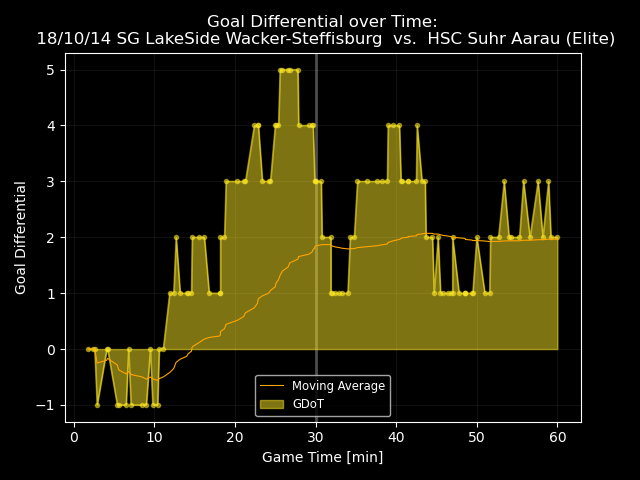 Goal Differential over Time:
18/10/14 SG LakeSide Wacker-Steffisburg  vs.  HSC Suhr Aarau (Elite)
5
4
3
2
1
0
−1
Goal Differential
Moving Average
GDoT
0 10 20 30 40 50 60
Game Time [min]